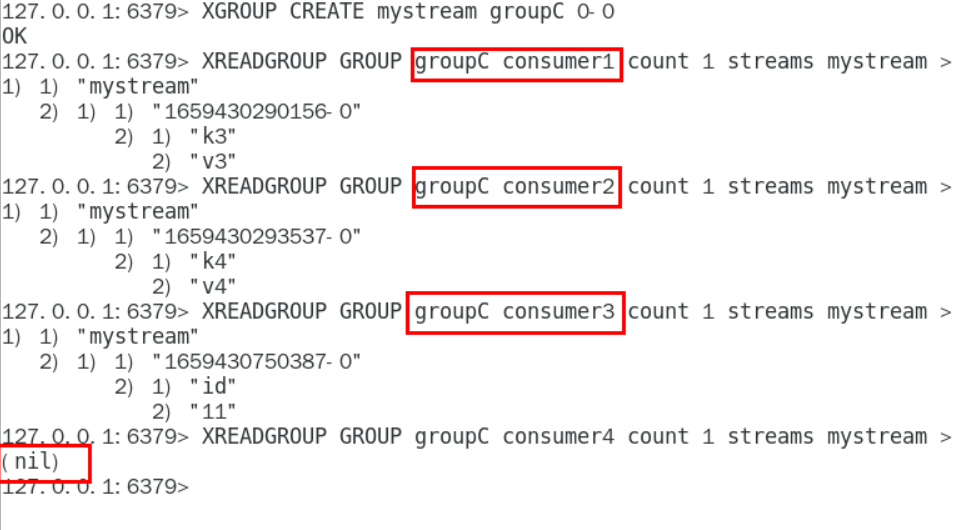 127.0.0.1:6379> XGROUP CREATE mystream groupC 0-0
OK
127.0.0.1:6379> XREADGROUP GROUP groupC consumer1 count 1 streams mystream >
1) 1) "mystream"
   2) 1) 1) "1659430290156-0"
         2) 1) "k3"
            2) "v3"
127.0.0.1:6379> XREADGROUP GROUP groupC consumer2 count 1 streams mystream >
1) 1) "mystream"
   2) 1) 1) "1659430293537-0"
         2) 1) "k4"
            2) "v4"
127.0.0.1:6379> XREADGROUP GROUP groupC consumer3 count 1 streams mystream >
1) 1) "mystream"
   2) 1) 1) "1659430750387-0"
         2) 1) "id"
            2) "11"
127.0.0.1:6379> XREADGROUP GROUP groupC consumer4 count 1 streams mystream >
(nil)
127.0.0.1:6379>